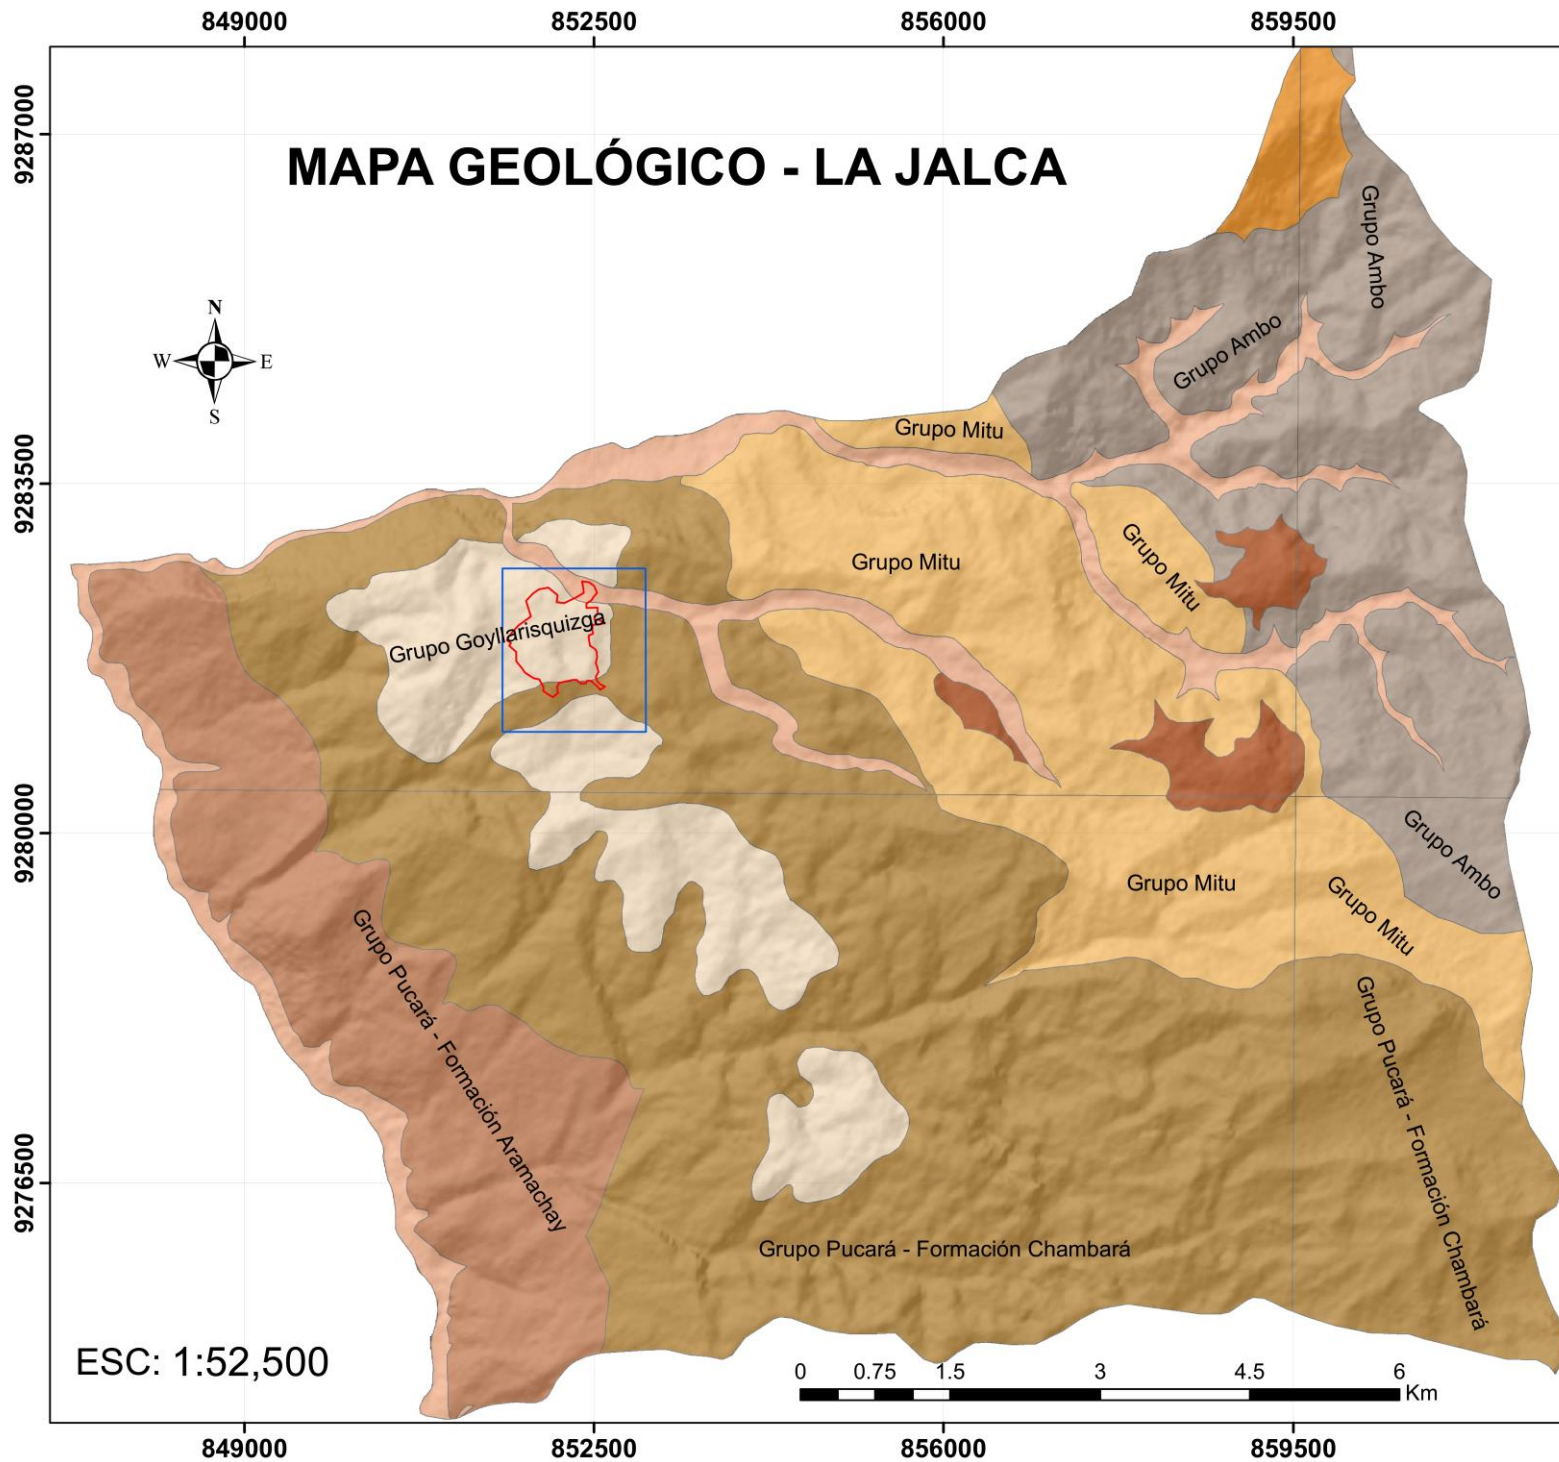 849000
852500
856000
859500
9287000
MAPA GEOLÓGICO - LA JALCA
Grupo Ambo
N
W
E
S
Grupo Ambo
Grupo Mitu
9283500
Grupo Mitu
Grupo Mitu
Grupo Goyllarisquizga
9280000
Grupo Ambo
Grupo Mitu
Grupo Mitu
Grupo Pucará - Formación Aramachay
Grupo Pucará - Formación Chambará
9276500
Grupo Pucará - Formación Chambará
ESC: 1:52,500
0 0.75 1.5 3 4.5 6
Km
849000
852500
856000
859500